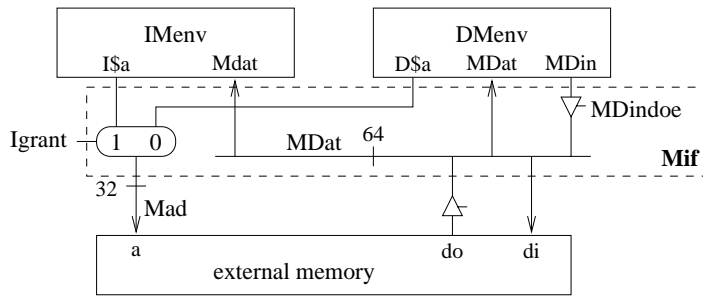 IMenv
DMenv
I$a
Mdat
D$a
MDat
MDin
MDindoe
Igrant
1
0
MDat
64
Mif
32
Mad
a
do
di
external memory